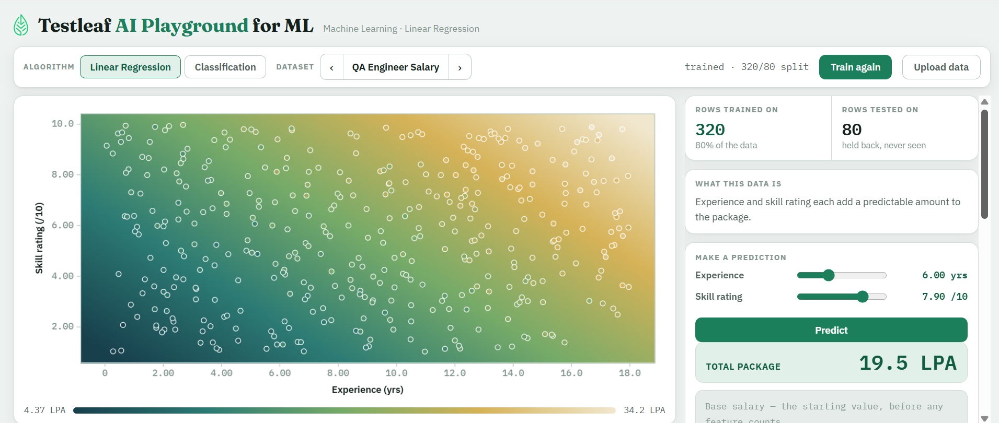 Testleaf AI Playground for ML Machine Learning · Linear Regression
ALGORITHM Linear Regression Classification DATASET ‹ QA Engineer Salary › trained · 320/80 split Train again Upload data
10.0
8.00
6.00
4.00
2.00
Skill rating (/10)
0 2.00 4.00 6.00 8.00 10.0 12.0 14.0 16.0 18.0
Experience (yrs)
4.37 LPA 34.2 LPA
ROWS TRAINED ON
320
80% of the data
ROWS TESTED ON
80
held back, never seen
WHAT THIS DATA IS
Experience and skill rating each add a predictable amount to
the package.
MAKE A PREDICTION
Experience 6.00 yrs
Skill rating 7.90 /10
Predict
TOTAL PACKAGE 19.5 LPA
Base salary — the starting value, before any
feature counts